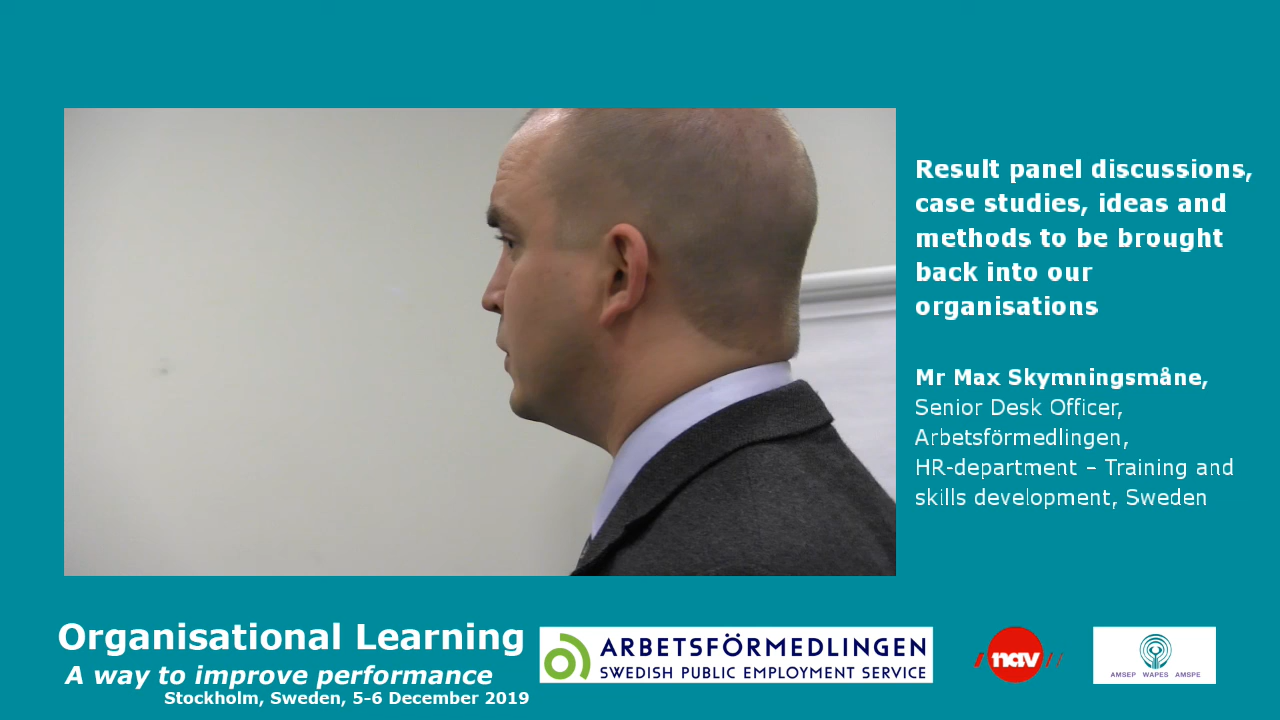 Result panel discussions,
case studies, ideas and
methods to be brought
back into our
organisations
Mr Max Skymningsmåne,
Senior Desk Officer,
Arbetsförmedlingen,
HR-department – Training and
skills development, Sweden
Organisational Learning
A way to improve performance
Stockholm, Sweden, 5-6 December 2019
ARBETSFÖRMEDLINGEN
SWEDISH PUBLIC EMPLOYMENT SERVICE
nav
AMSEP WAPES AMSPE